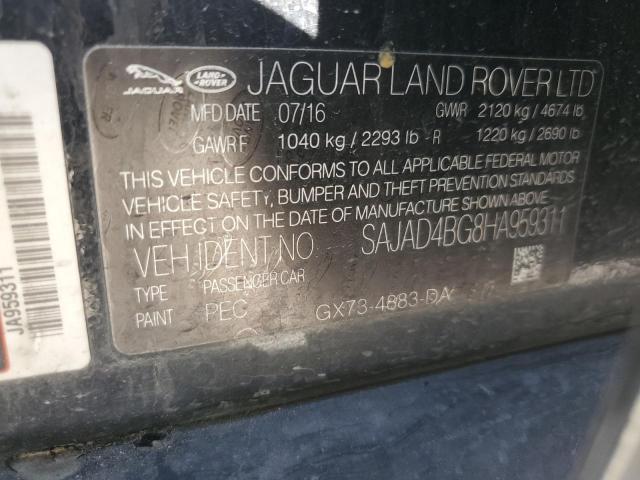 JAGUAR
LAND ROVER
JAGUAR LAND ROVER LTD
MFD DATE 07/16 GVWR 2120 kg / 4674 lb
GAWR F 1040 kg / 2293 lb - R 1220 kg / 2690 lb
THIS VEHICLE CONFORMS TO ALL APPLICABLE FEDERAL MOTOR
VEHICLE SAFETY, BUMPER AND THEFT PREVENTION STANDARDS
IN EFFECT ON THE DATE OF MANUFACTURE SHOWN ABOVE
VEH.IDENT NO SAJAD4BG8HA959311
TYPE PASSENGER CAR
PAINT PEC GX73-4883-DA
JA959311